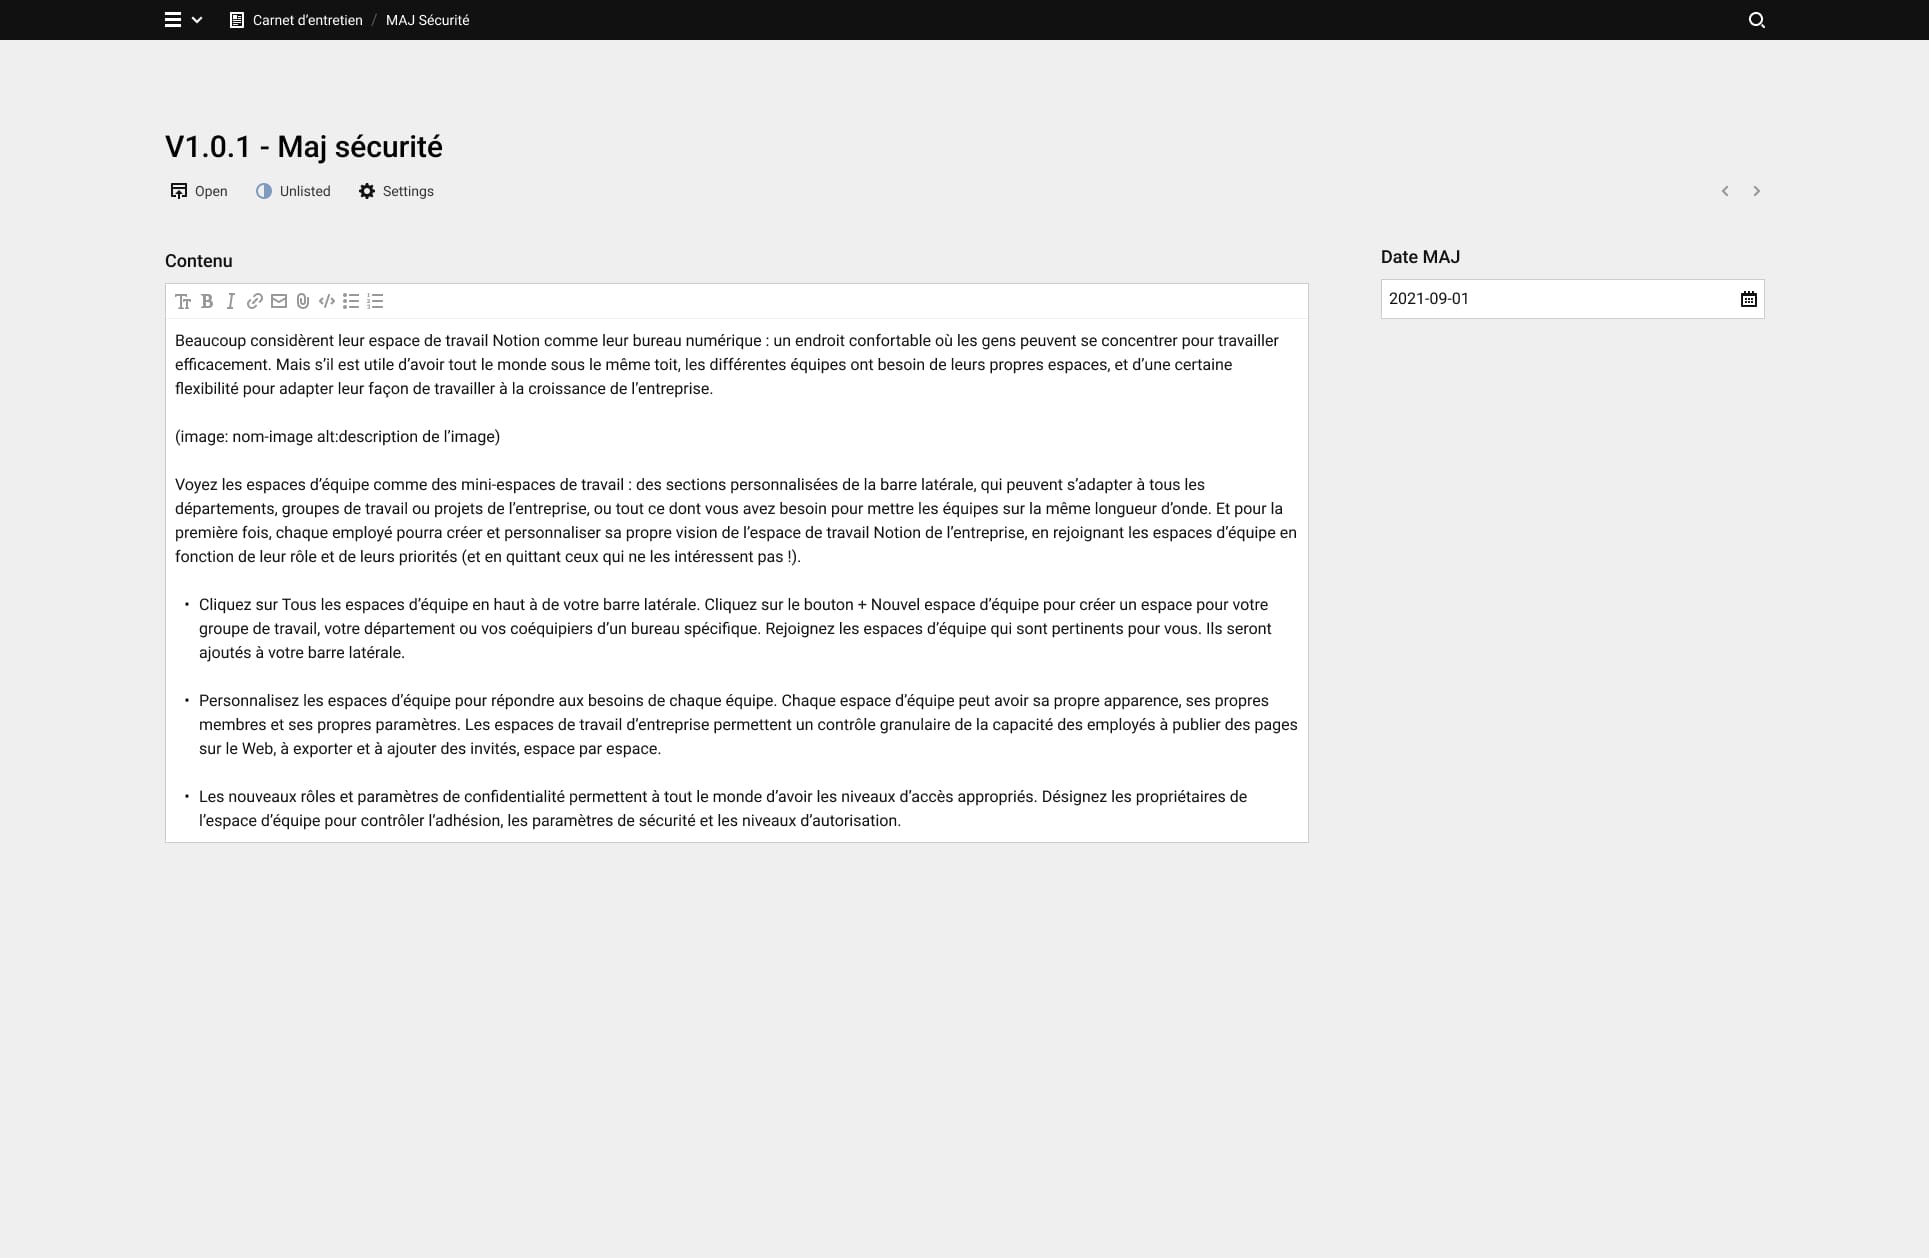 Carnet d’entretien / MAJ Sécurité
V1.0.1 - Maj sécurité
Open Unlisted Settings
Contenu
Date MAJ
2021-09-01
Beaucoup considèrent leur espace de travail Notion comme leur bureau numérique : un endroit confortable où les gens peuvent se concentrer pour travailler
efficacement. Mais s’il est utile d’avoir tout le monde sous le même toit, les différentes équipes ont besoin de leurs propres espaces, et d’une certaine
flexibilité pour adapter leur façon de travailler à la croissance de l’entreprise.
(image: nom-image alt:description de l’image)
Voyez les espaces d’équipe comme des mini-espaces de travail : des sections personnalisées de la barre latérale, qui peuvent s’adapter à tous les
départements, groupes de travail ou projets de l’entreprise, ou tout ce dont vous avez besoin pour mettre les équipes sur la même longueur d’onde. Et pour la
première fois, chaque employé pourra créer et personnaliser sa propre vision de l’espace de travail Notion de l’entreprise, en rejoignant les espaces d’équipe en
fonction de leur rôle et de leurs priorités (et en quittant ceux qui ne les intéressent pas !).
• Cliquez sur Tous les espaces d’équipe en haut à de votre barre latérale. Cliquez sur le bouton + Nouvel espace d’équipe pour créer un espace pour votre
groupe de travail, votre département ou vos coéquipiers d’un bureau spécifique. Rejoignez les espaces d’équipe qui sont pertinents pour vous. Ils seront
ajoutés à votre barre latérale.
• Personnalisez les espaces d’équipe pour répondre aux besoins de chaque équipe. Chaque espace d’équipe peut avoir sa propre apparence, ses propres
membres et ses propres paramètres. Les espaces de travail d’entreprise permettent un contrôle granulaire de la capacité des employés à publier des pages
sur le Web, à exporter et à ajouter des invités, espace par espace.
• Les nouveaux rôles et paramètres de confidentialité permettent à tout le monde d’avoir les niveaux d’accès appropriés. Désignez les propriétaires de
l’espace d’équipe pour contrôler l’adhésion, les paramètres de sécurité et les niveaux d’autorisation.